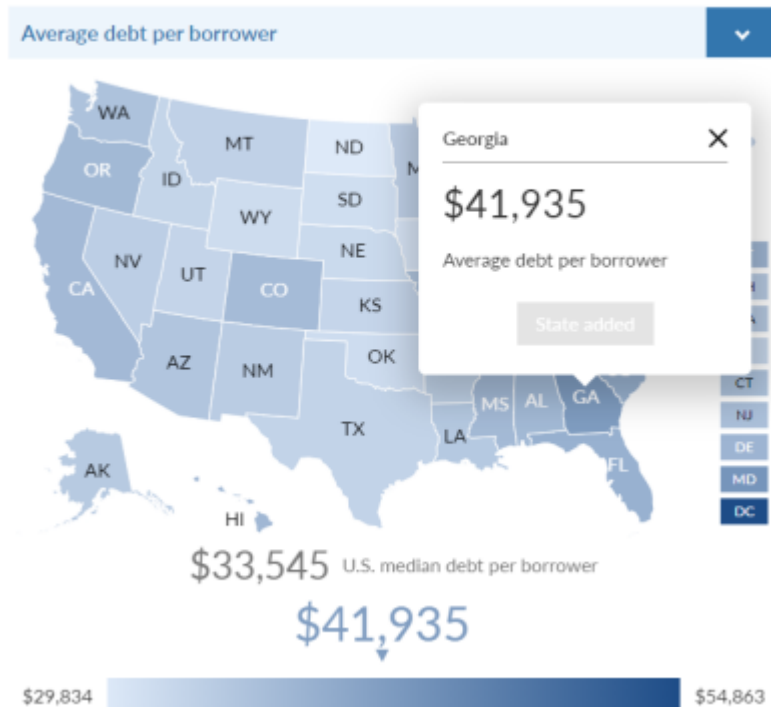 Average debt per borrower
Georgia
$41,935
Average debt per borrower
State added
WA
OR
MT
ND
ID
SD
WY
NE
NV
UT
CO
CA
KS
AZ
NM
OK
TX
MS
AL
GA
LA
FL
AK
HI
CT
NJ
DE
MD
DC
$33,545 U.S. median debt per borrower
$41,935
$29,834
$54,863